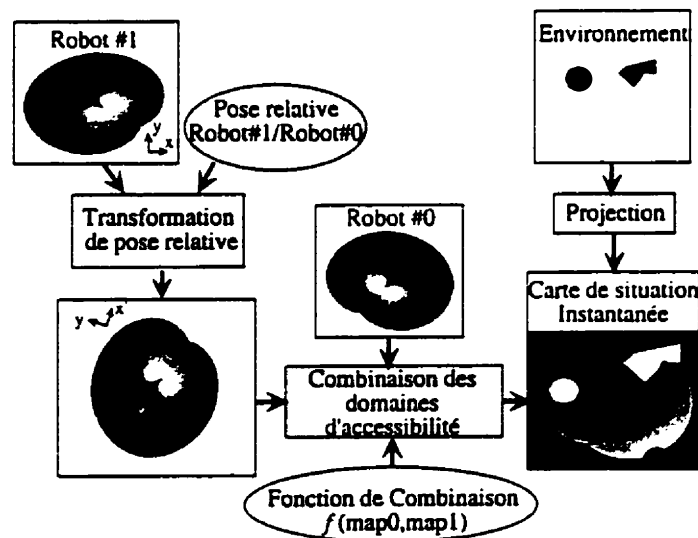 Robot #1
y
x
Pose relative
Robot#1/Robot#0
Environnement
Transformation
de pose relative
Robot #0
Projection
y
x
Carte de situation
Instantanée
Combinaison des
domaines
d'accessibilité
Fonction de Combinaison
f (map0,map1)